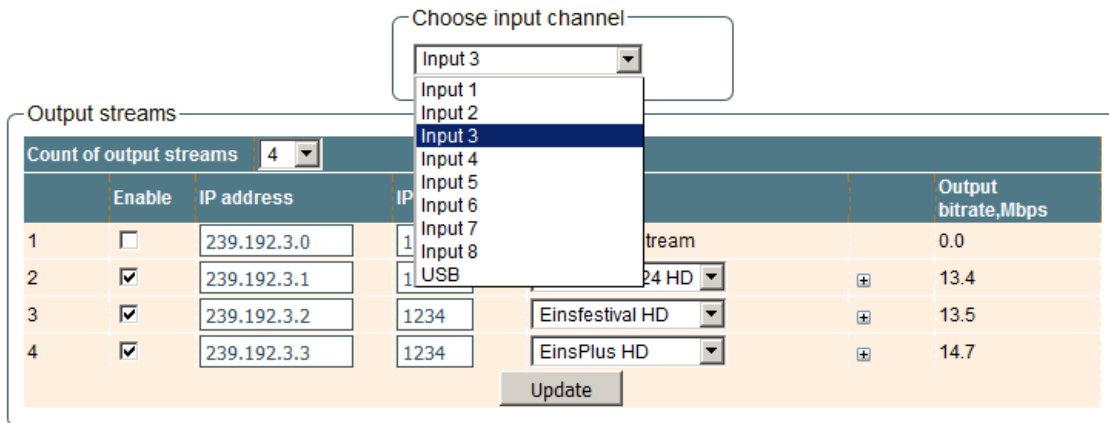 Choose input channel
Input 3
Input 1
Input 2
Input 3
Input 4
Input 5
Input 6
Input 7
Input 8
USB
Output streams
Count of output streams 4
Enable IP address IP Output bitrate,Mbps
1 239.192.3.0 1 tream 0.0
2 239.192.3.1 1 24 HD 13.4
3 239.192.3.2 1234 Einsfestival HD 13.5
4 239.192.3.3 1234 EinsPlus HD 14.7
Update